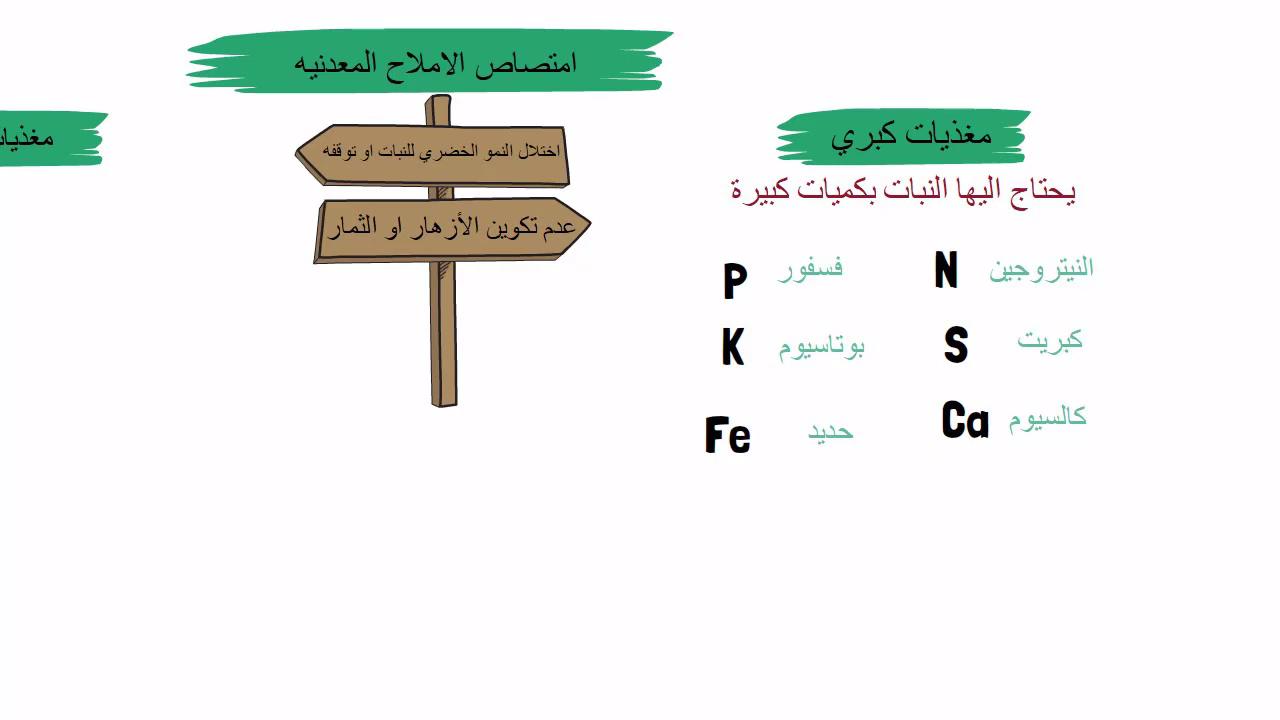 امتصاص الاملاح المعدنيه
اختلال النمو الخضري للنبات او توقفه
عدم تكوين الأزهار او الثمار
مغذيات كبري
يحتاج اليها النبات بكميات كبيرة
النيتروجين N
فسفور P
كبريت S
بوتاسيوم K
كالسيوم Ca
حديد Fe